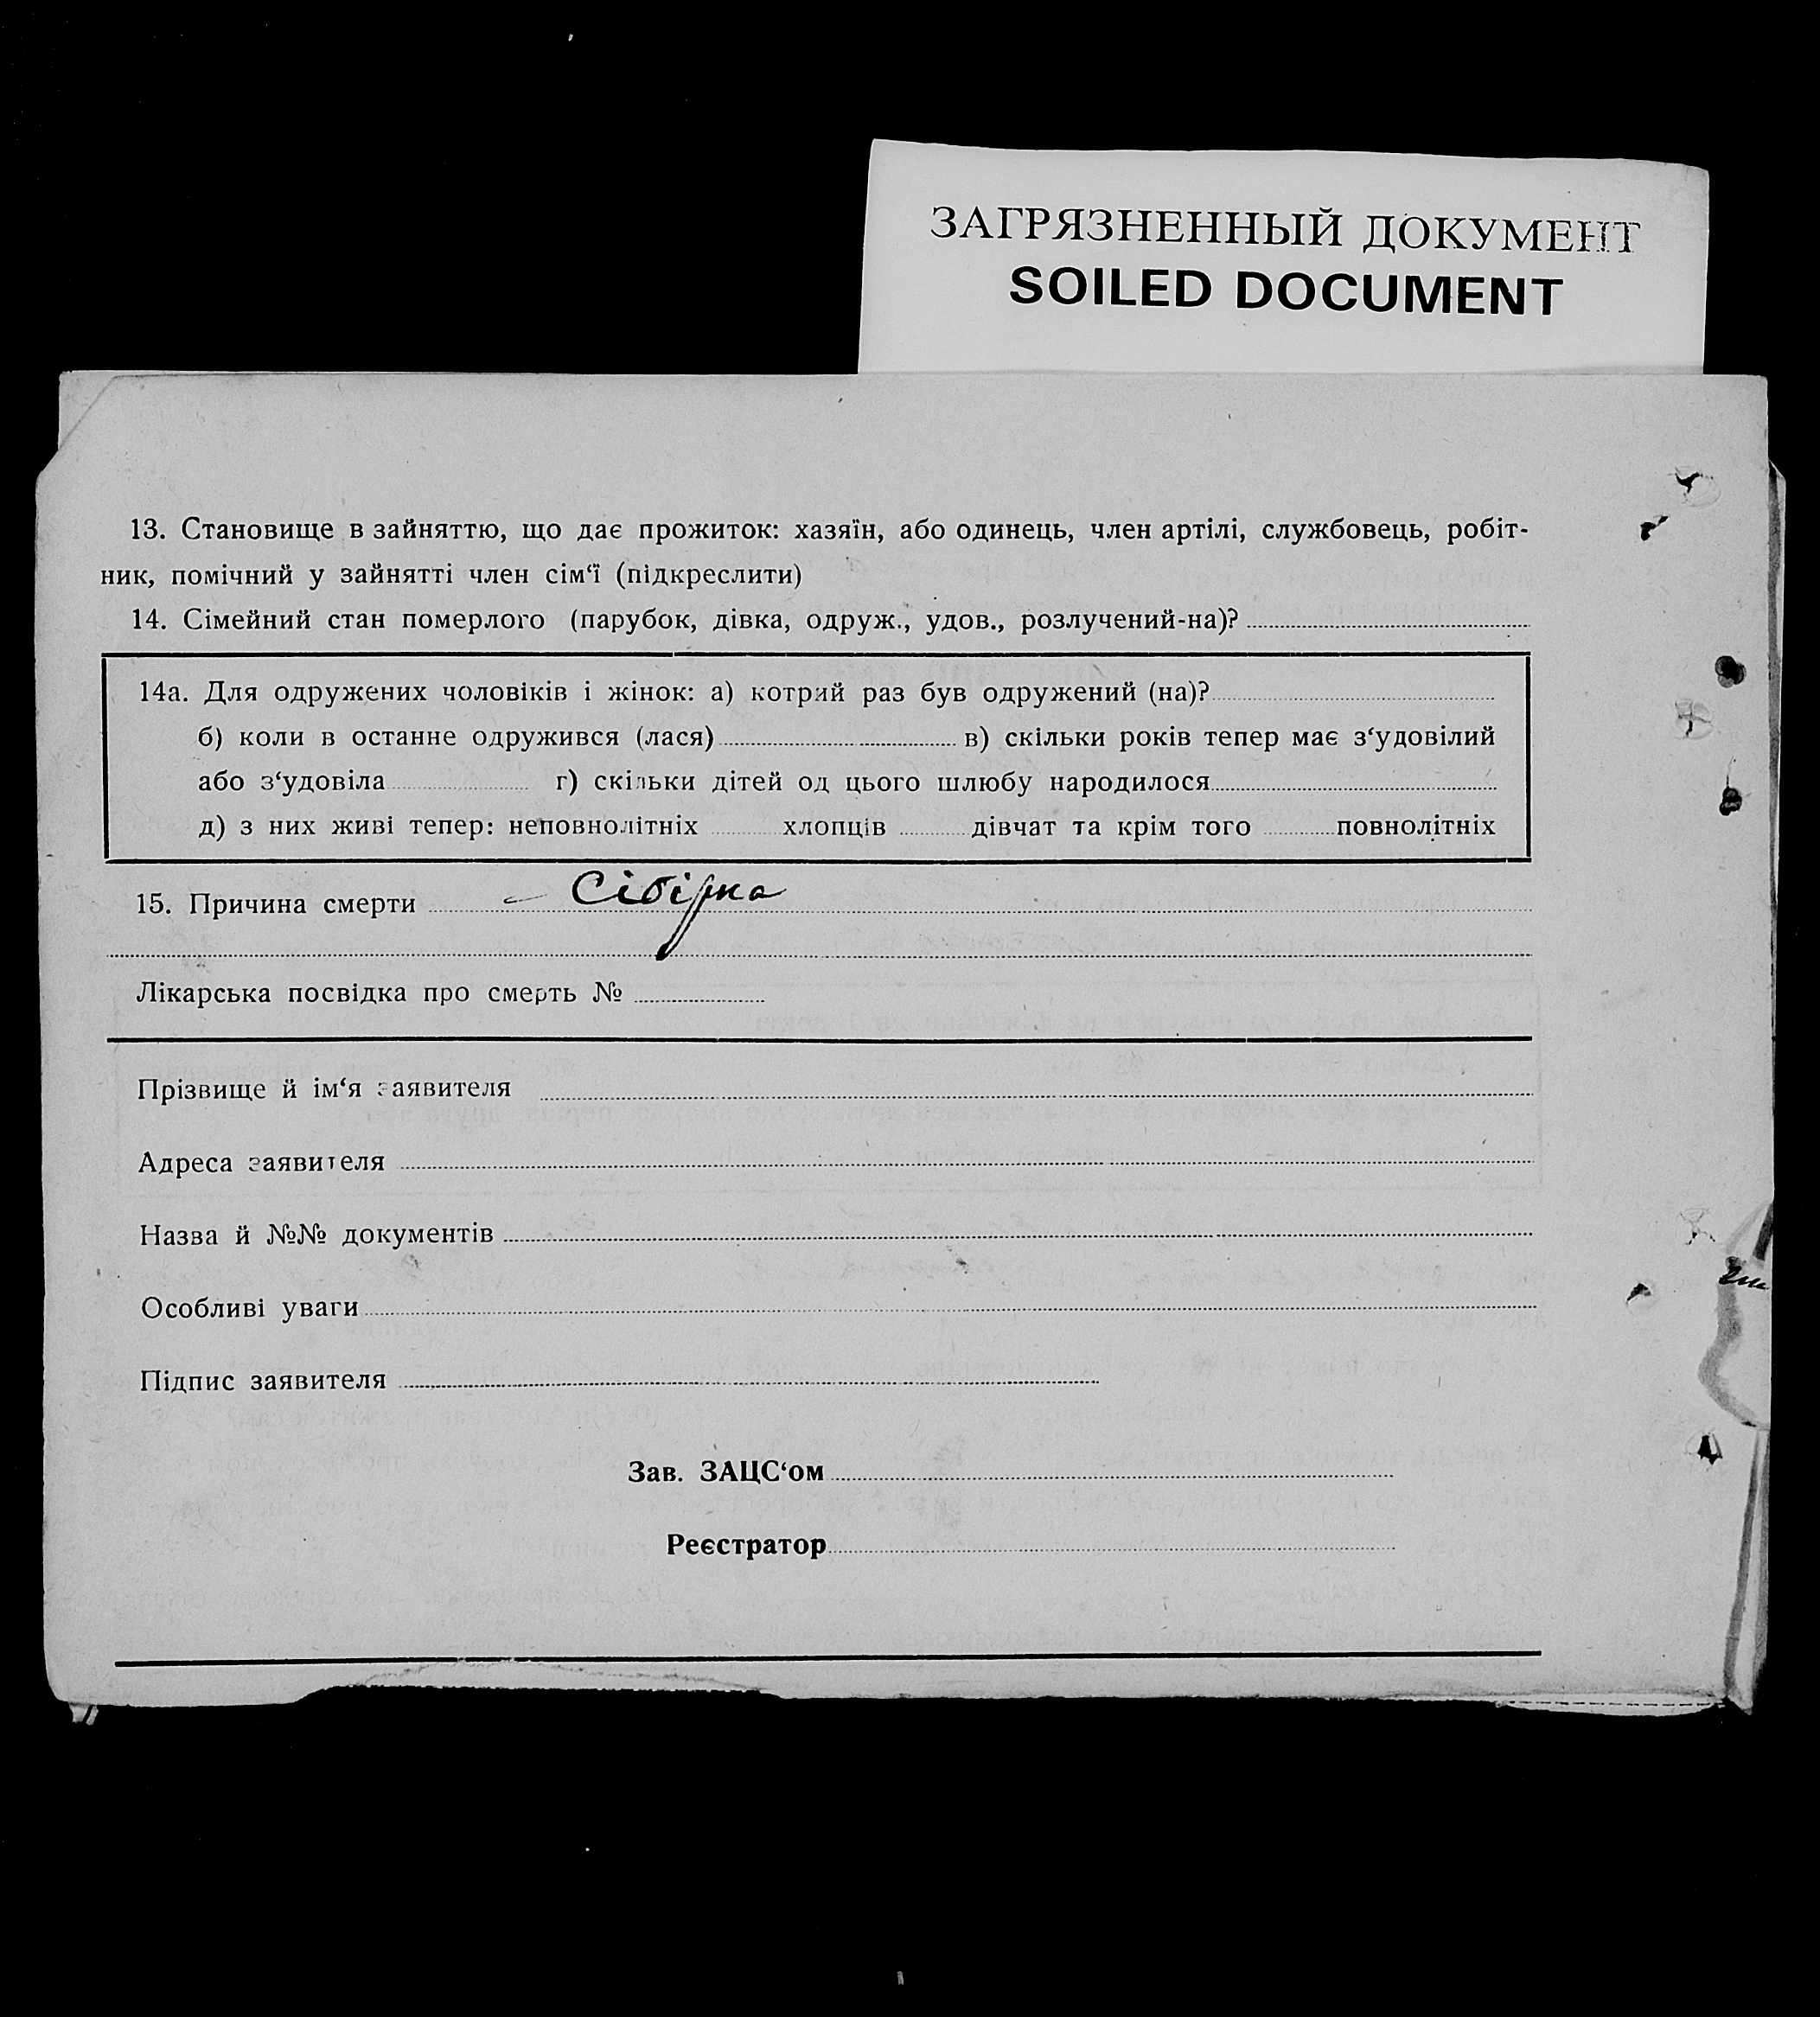 ЗАГРЯЗНЕННЫЙ ДОКУМЕНТ
SOILED DOCUMENT
13. Становище в зайняттю, що дає прожиток: хазяїн, або одинець, член артілі, службовець, робіт-
ник, помічний у зайнятті член сім‘ї (підкреслити)
14. Сімейний стан померлого (парубок, дівка, одруж., удов., розлучений-на)?
14а. Для одружених чоловіків і жінок: а) котрий раз був одружений (на)?
б) коли в останне одружився (лася) в) скільки років тепер має з‘удовілий
або з‘удовіла г) скільки дітей од цього шлюбу народилося
д) з них живі тепер: неповнолітніх хлопців дівчат та крім того повнолітніх
15. Причина смерти Сібірка
Лікарська посвідка про смерть №
Прізвище й ім‘я заявителя
Адреса заявителя
Назва й №№ документів
Особливі уваги
Підпис заявителя
Зав. ЗАЦС‘ом
Реєстратор